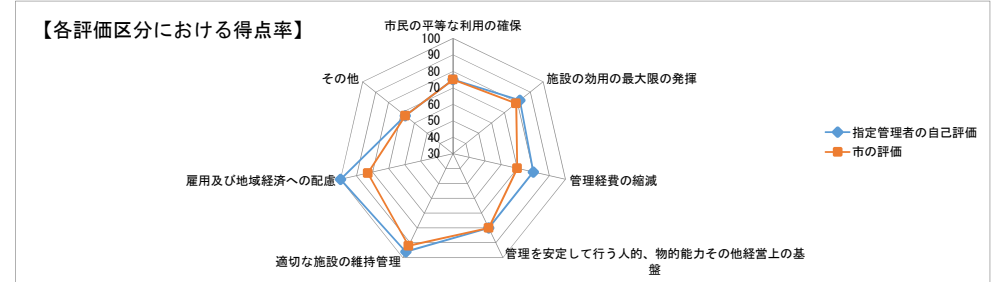 【各評価区分における得点率】
市民の平等な利用の確保
100
90
80
70
60
50
40
30
施設の効用の最大限の発揮
管理経費の縮減
管理を安定して行う人的、物的能力その他経営上の基
盤
適切な施設の維持管理
雇用及び地域経済への配慮
その他
指定管理者の自己評価
市の評価